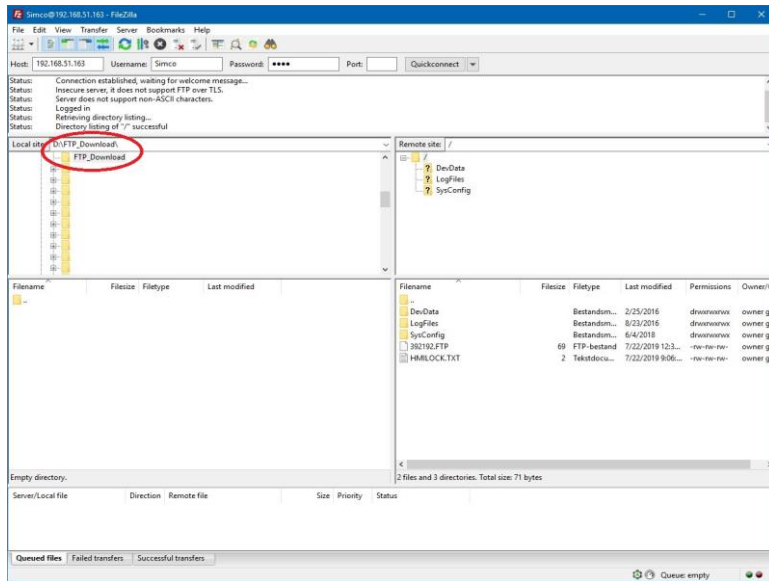 Simco@192.168.51.163 - FileZilla
File Edit View Transfer Server Bookmarks Help
Host: 192.168.51.163 Username: Simco Password: •••• Port: Quickconnect
Status: Connection established, waiting for welcome message...
Status: Insecure server, it does not support FTP over TLS.
Status: Server does not support non-ASCII characters.
Status: Logged in
Status: Retrieving directory listing...
Status: Directory listing of "/" successful
Local site: D:\FTP_Download\
FTP_Download
Remote site: /
/
? DevData
? LogFiles
? SysConfig
Filename Filesize Filetype Last modified
..
Empty directory.
Filename Filesize Filetype Last modified Permissions Owner/
..
DevData Bestandsm... 2/25/2016 drwxrwxrwx owner g
LogFiles Bestandsm... 8/23/2016 drwxrwxrwx owner g
SysConfig Bestandsm... 6/4/2018 drwxrwxrwx owner g
392192.FTP 69 FTP-bestand 7/22/2019 12:3... -rw-rw-rw- owner g
HMILOCK.TXT 2 Tekstdocu... 7/22/2019 9:06:... -rw-rw-rw- owner g
2 files and 3 directories. Total size: 71 bytes
Server/Local file Direction Remote file Size Priority Status
Queued files Failed transfers Successful transfers
Queue: empty